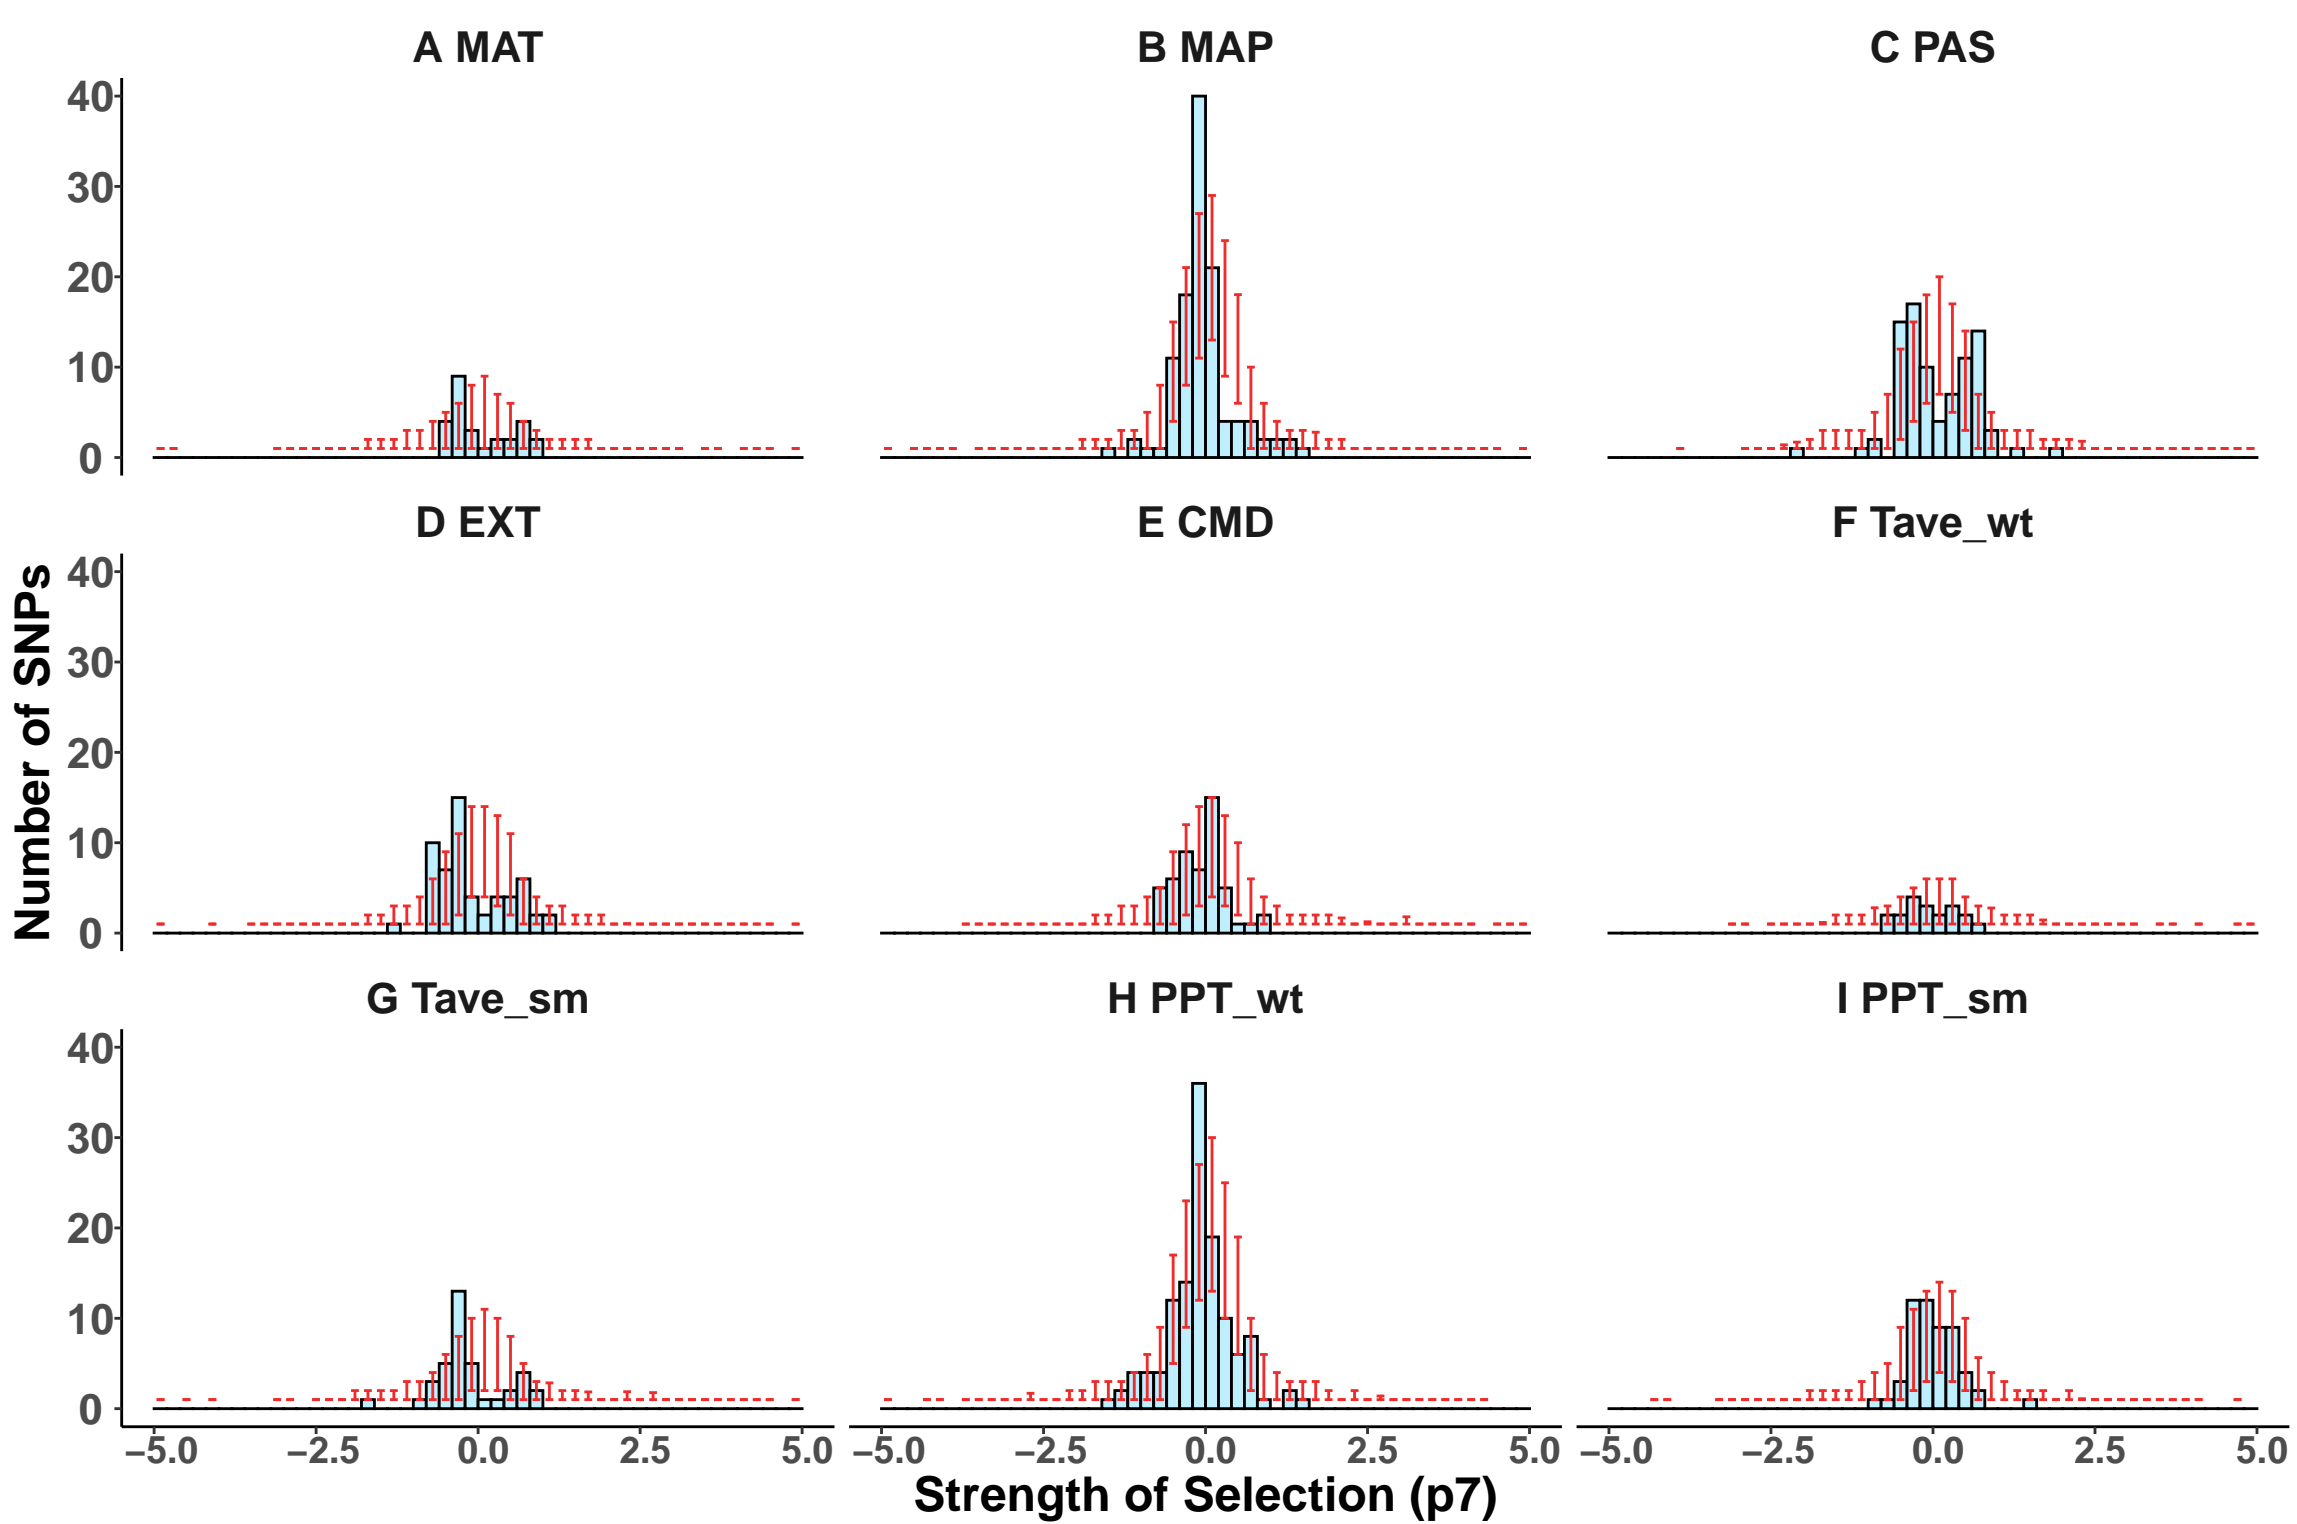 A MAT
B MAP
C PAS
40
30
20
10
0
D EXT
E CMD
F Tave_wt
40
30
20
10
0
Number of SNPs
G Tave_sm
H PPT_wt
I PPT_sm
40
30
20
10
0
−5.0 −2.5 0.0 2.5 5.0
−5.0 −2.5 0.0 2.5 5.0
−5.0 −2.5 0.0 2.5 5.0
Strength of Selection (p7)